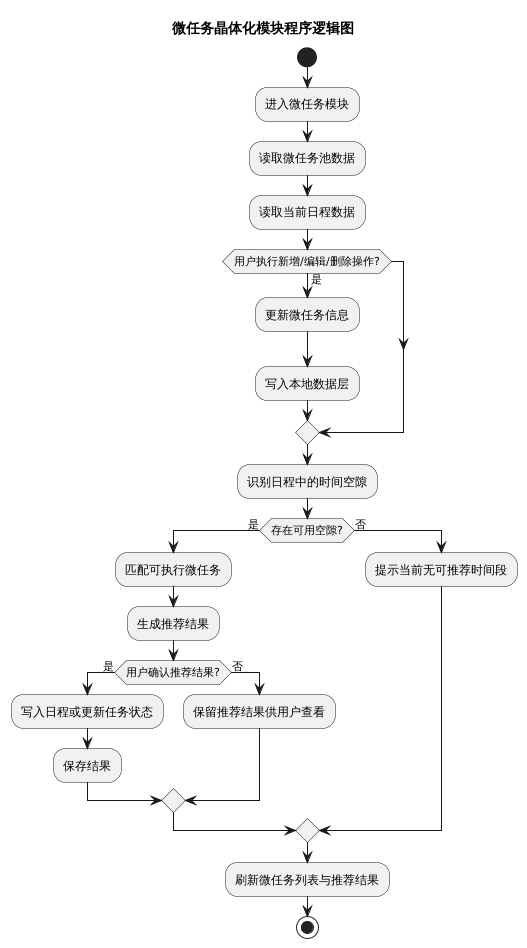 微任务晶体化模块程序逻辑图
进入微任务模块
读取微任务池数据
读取当前日程数据
用户执行新增/编辑/删除操作?
是
更新微任务信息
写入本地数据层
识别日程中的时间空隙
是
存在可用空隙?
否
匹配可执行微任务
提示当前无可推荐时间段
生成推荐结果
是
用户确认推荐结果?
否
写入日程或更新任务状态
保留推荐结果供用户查看
保存结果
刷新微任务列表与推荐结果